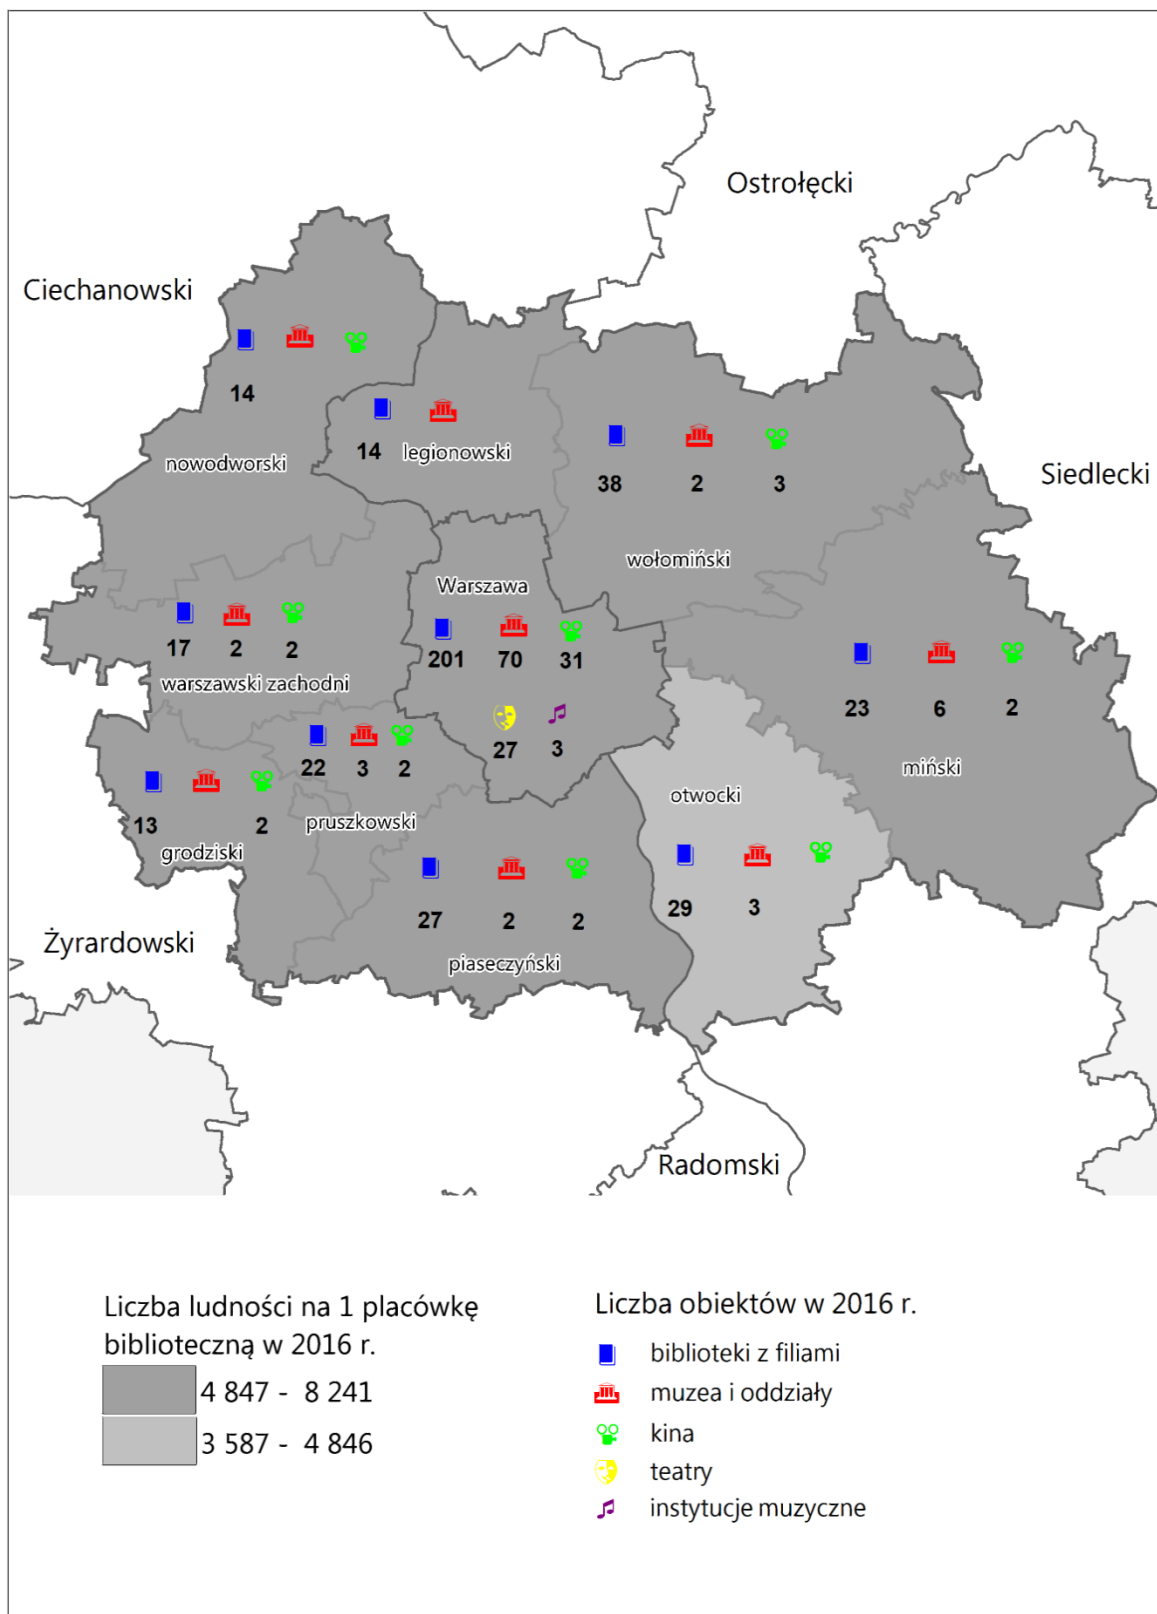 Ostrołęcki
Ciechanowski
14
nowodworski
14
legionowski
38 2 3
wołomiński
Siedlecki
Warszawa
201 70 31
27 3
17 2 2
warszawski zachodni
23 6 2
miński
22 3 2
pruszkowski
13 2
grodziski
otwocki
29 3
27 2 2
piaseczyński
Żyrardowski
Radomski
Liczba ludności na 1 placówkę
biblioteczną w 2016 r.
4 847 - 8 241
3 587 - 4 846
Liczba obiektów w 2016 r.
biblioteki z filiami
muzea i oddziały
kina
teatry
instytucje muzyczne